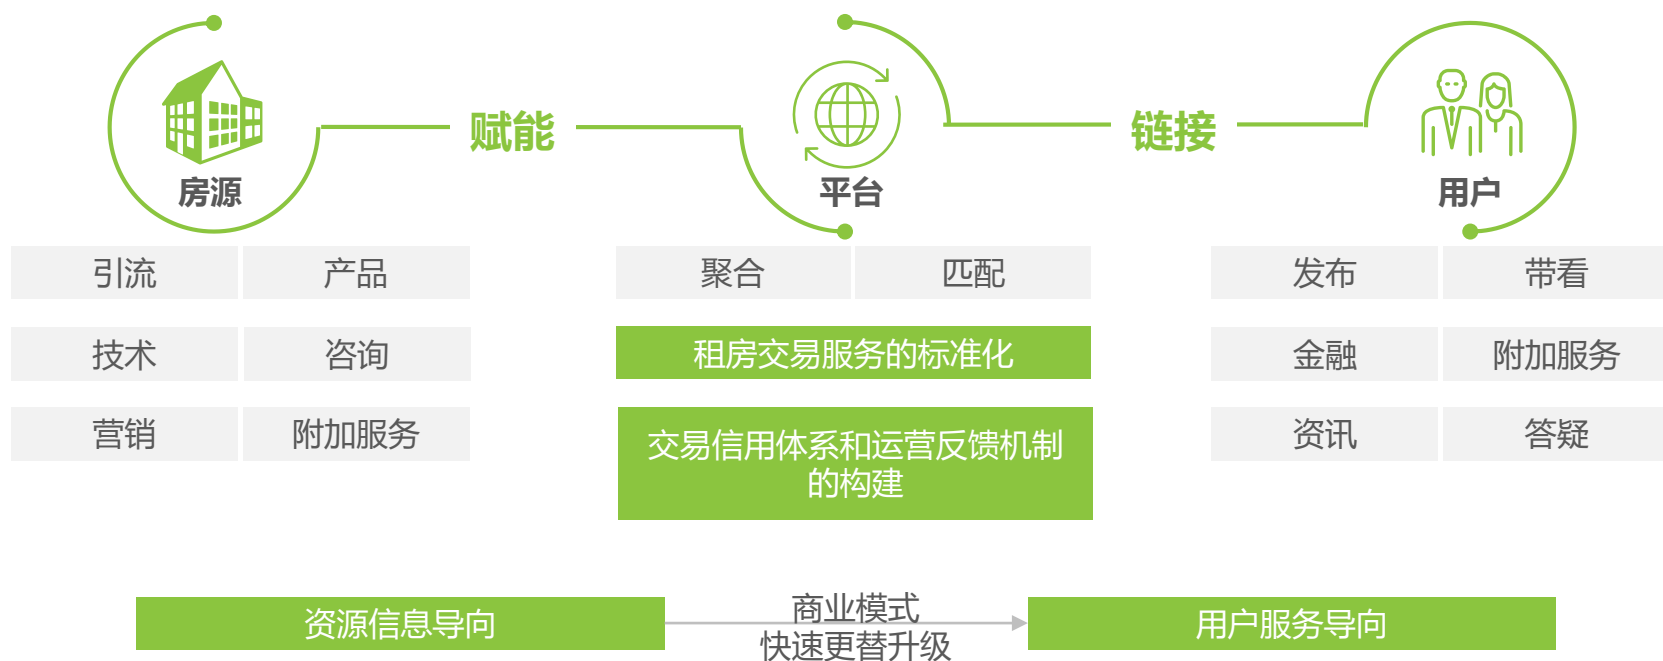 赋能
链接
房源
平台
用户
引流
产品
聚合
匹配
发布
带看
技术
咨询
租房交易服务的标准化
金融
附加服务
营销
附加服务
交易信用体系和运营反馈机制
的构建
资讯
答疑
资源信息导向
商业模式
快速更替升级
用户服务导向